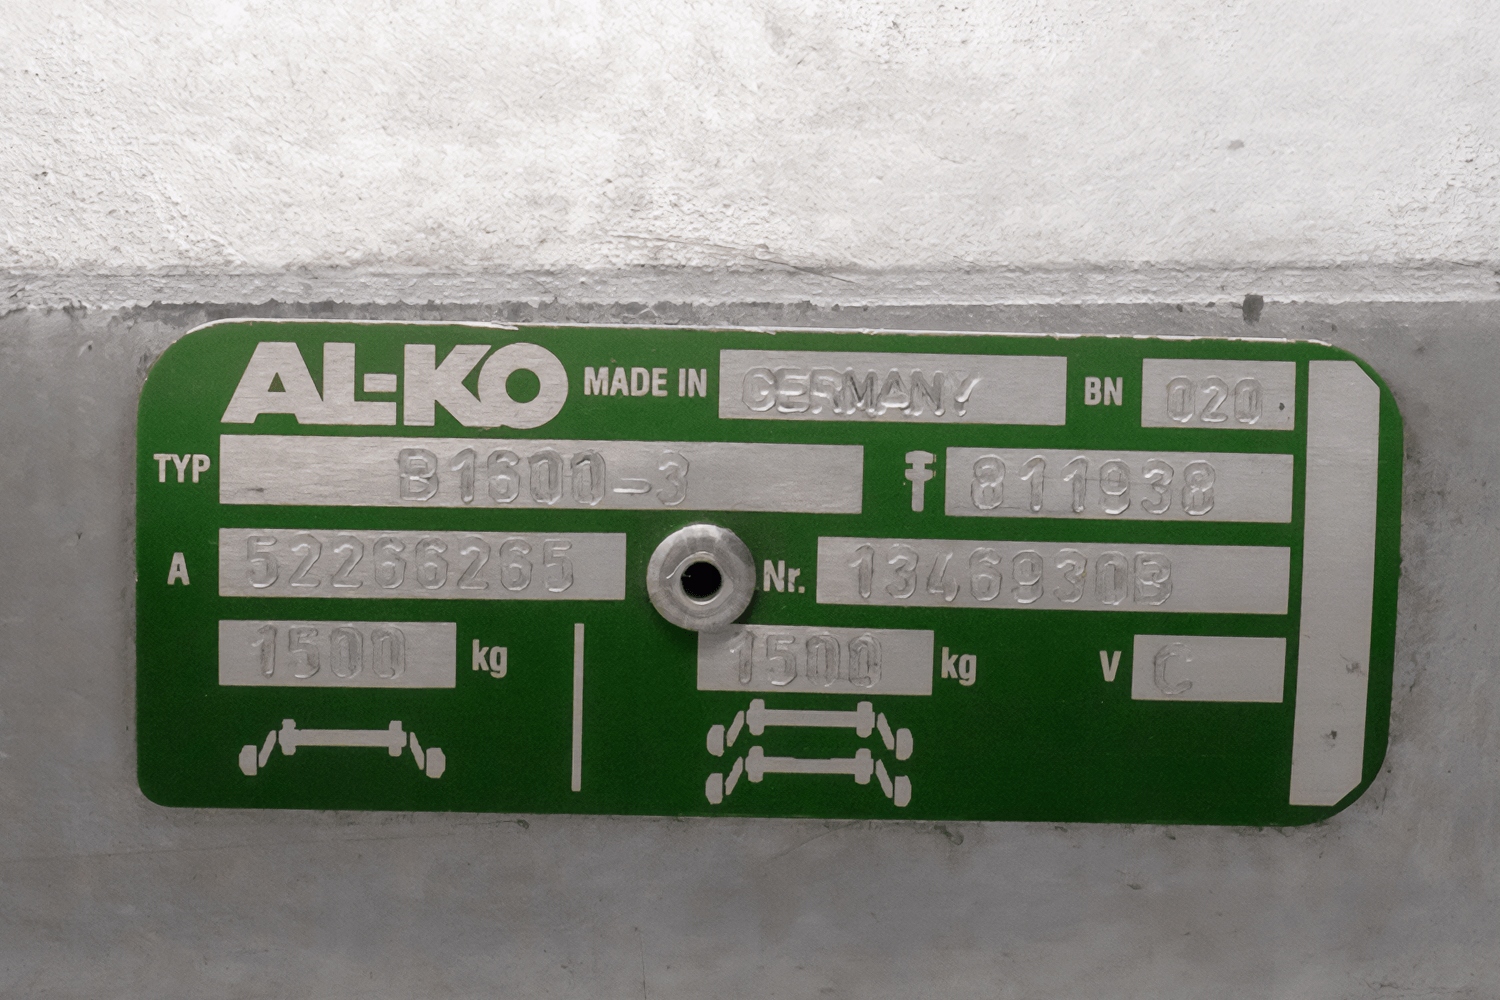 AL-KO MADE IN GERMANY BN 020
TYP B1600-3 811938
A 52266265 Nr. 1346930B
1500 kg 1500 kg V C